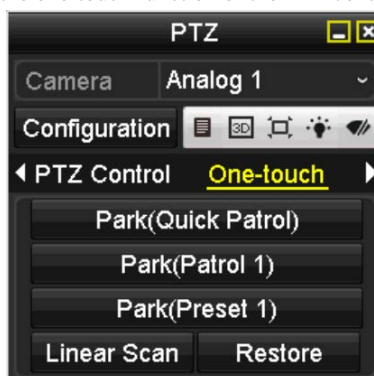 PTZ
Camera Analog 1
Configuration 3D
PTZ Control One-touch
Park(Quick Patrol)
Park(Patrol 1)
Park(Preset 1)
Linear Scan Restore